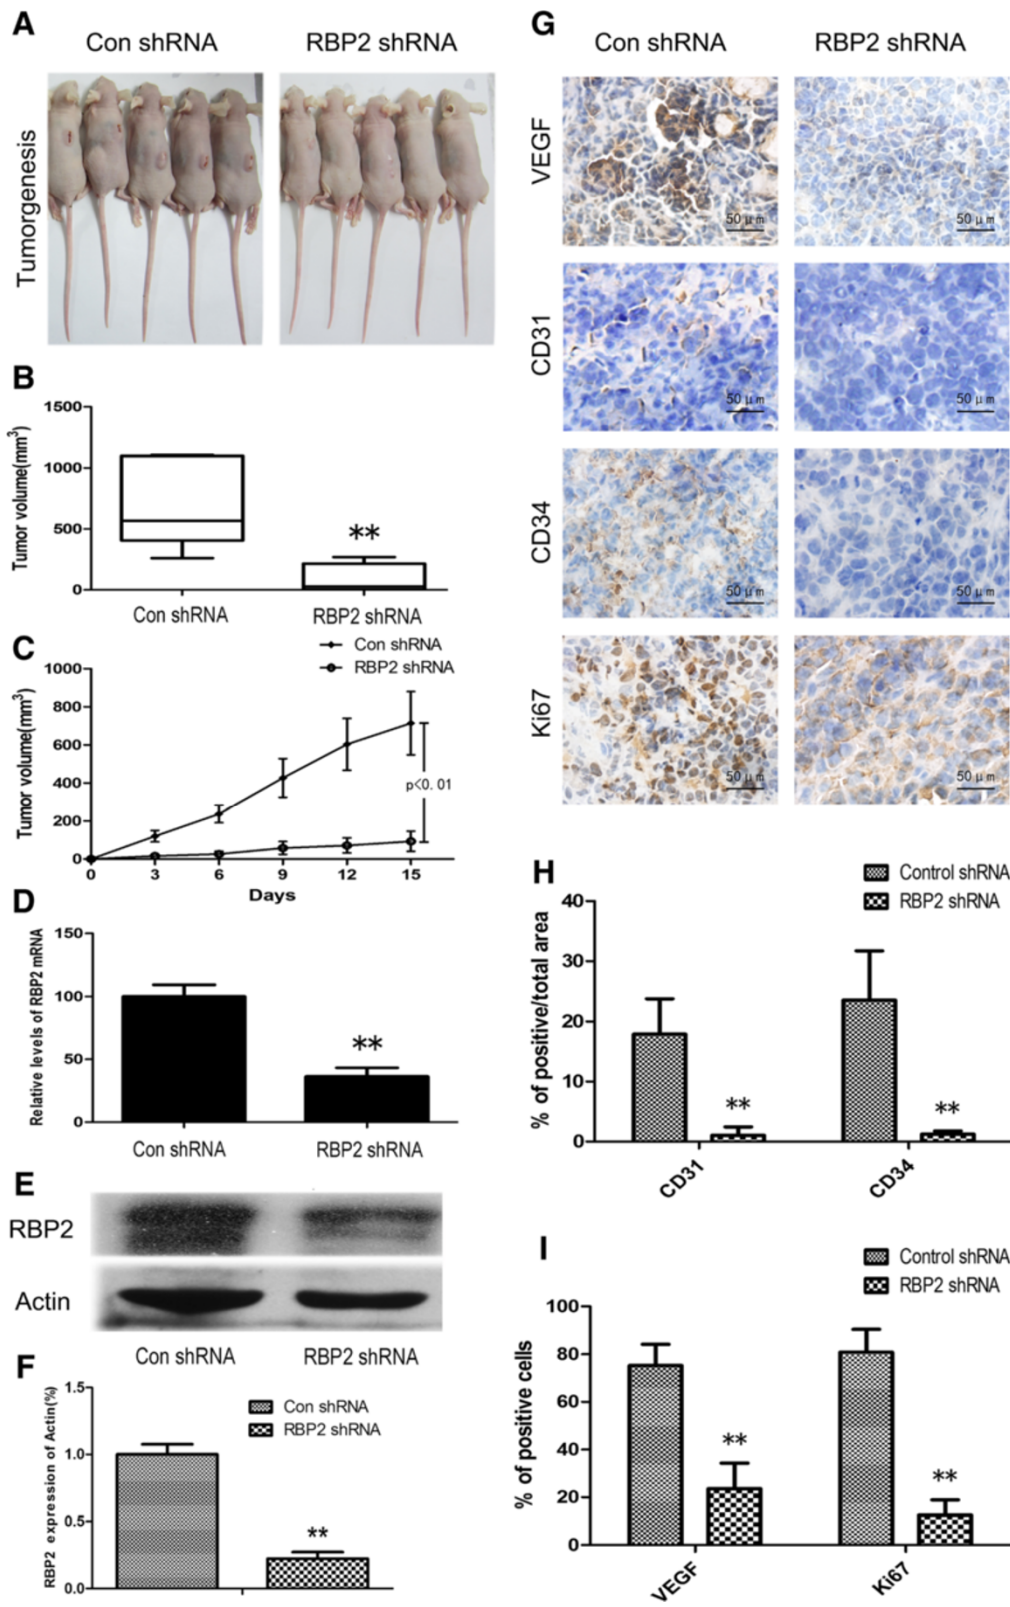 A
Con shRNA
RBP2 shRNA
Tumorgenesis
B
Tumor volume(mm3)
1500
1000
500
0
**
Con shRNA
RBP2 shRNA
C
Con shRNA
RBP2 shRNA
Tumor volume(mm3)
1000
800
600
400
200
0
p<0. 01
0 3 6 9 12 15
Days
D
Relative levels of RBP2 mRNA
150
100
50
0
**
Con shRNA
RBP2 shRNA
E
RBP2
Actin
Con shRNA
RBP2 shRNA
F
RBP2 expression of Actin(%)
1.5
1.0
0.5
0.0
Con shRNA
RBP2 shRNA
**
G
Con shRNA
RBP2 shRNA
VEGF
50 μm
50 μm
CD31
50 μm
50 μm
CD34
50 μm
50 μm
Ki67
50 μm
50 μm
H
Control shRNA
RBP2 shRNA
% of positive/total area
40
30
20
10
0
**
**
CD31
CD34
I
Control shRNA
RBP2 shRNA
% of positive cells
100
80
60
40
20
0
**
**
VEGF
Ki67